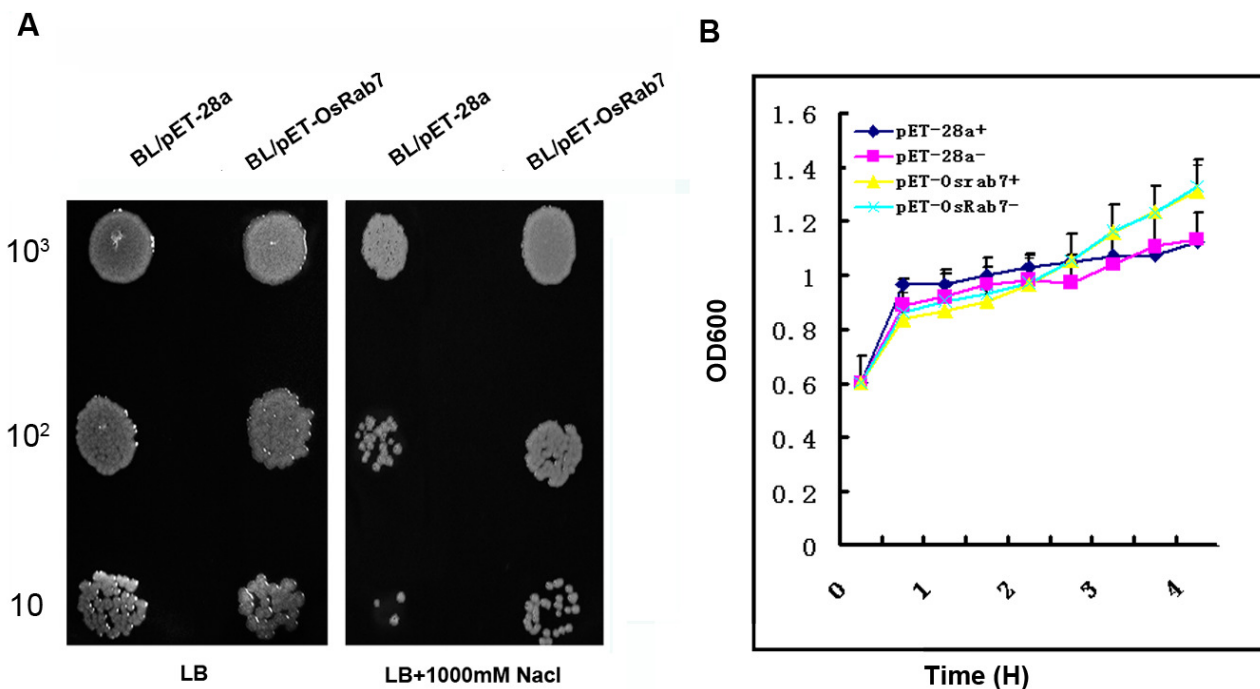 A
BL/pET-28a
BL/pET-OsRab7
BL/pET-28a
BL/pET-OsRab7
10³
10²
10
LB
LB+1000mM Nacl
B
1.6
1.4
1.2
1
0.8
0.6
0.4
0.2
0
pET-28a+
pET-28a-
pET-Osrab7+
pET-OsRab7-
OD600
0
1
2
3
4
Time (H)